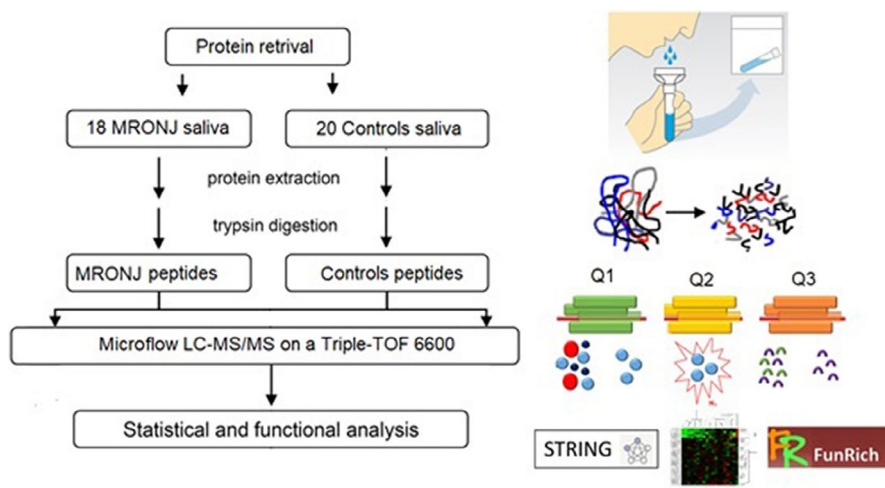 Protein retrival
18 MRONJ saliva
20 Controls saliva
protein extraction
trypsin digestion
MRONJ peptides
Controls peptides
Microflow LC-MS/MS on a Triple-TOF 6600
Statistical and functional analysis
Q1 Q2 Q3
STRING
FR FunRich